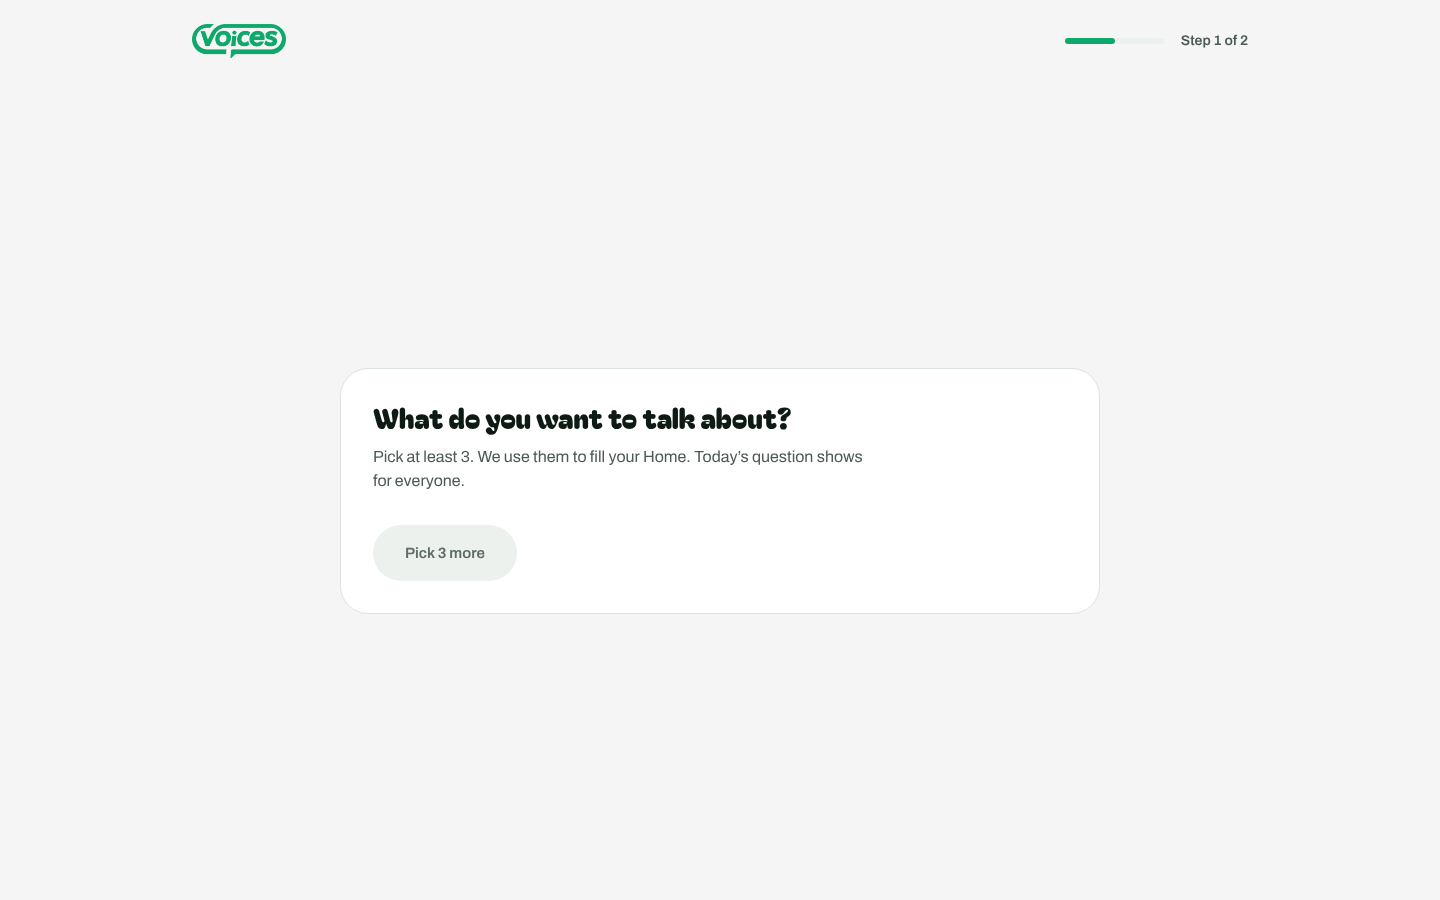 Voices
Step 1 of 2
What do you want to talk about?
Pick at least 3. We use them to fill your Home. Today’s question shows
for everyone.
Pick 3 more